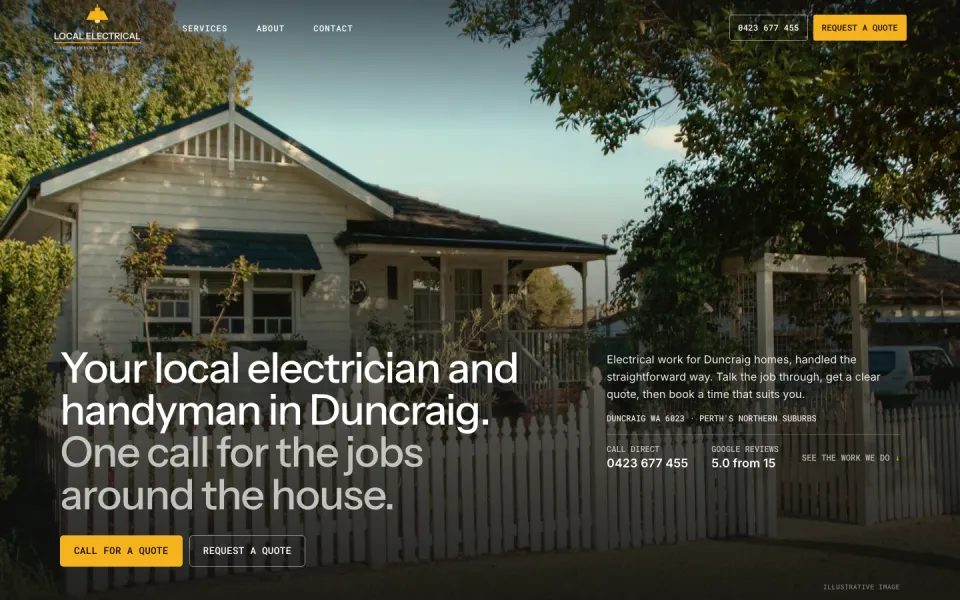 LOCAL ELECTRICAL
SERVICES
ABOUT
CONTACT
0423 677 455
REQUEST A QUOTE
Your local electrician and
handyman in Duncraig.
One call for the jobs
around the house.
CALL FOR A QUOTE
REQUEST A QUOTE
Electrical work for Duncraig homes, handled the
straightforward way. Talk the job through, get a clear
quote, then book a time that suits you.
DUNCRAIG WA 6023 · PERTH'S NORTHERN SUBURBS
CALL DIRECT
0423 677 455
GOOGLE REVIEWS
5.0 from 15
SEE THE WORK WE DO ↓
ILLUSTRATIVE IMAGE